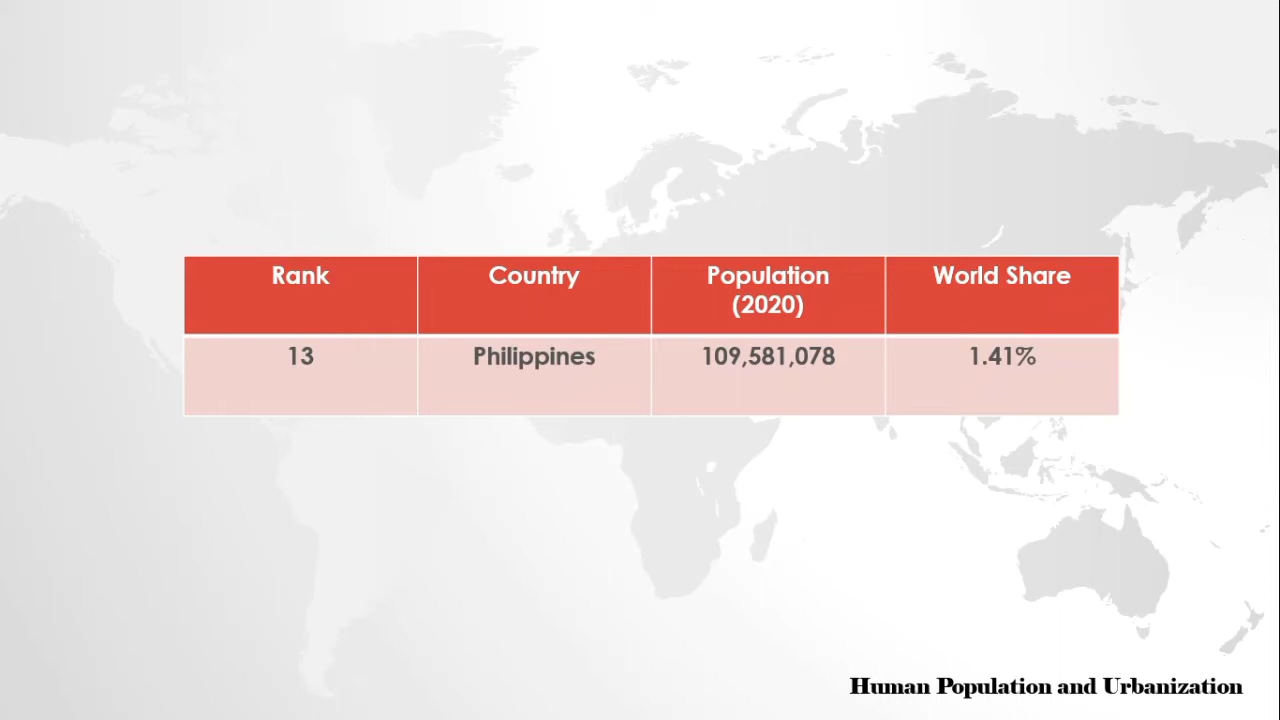 Rank Country Population (2020) World Share
13 Philippines 109,581,078 1.41%
Human Population and Urbanization